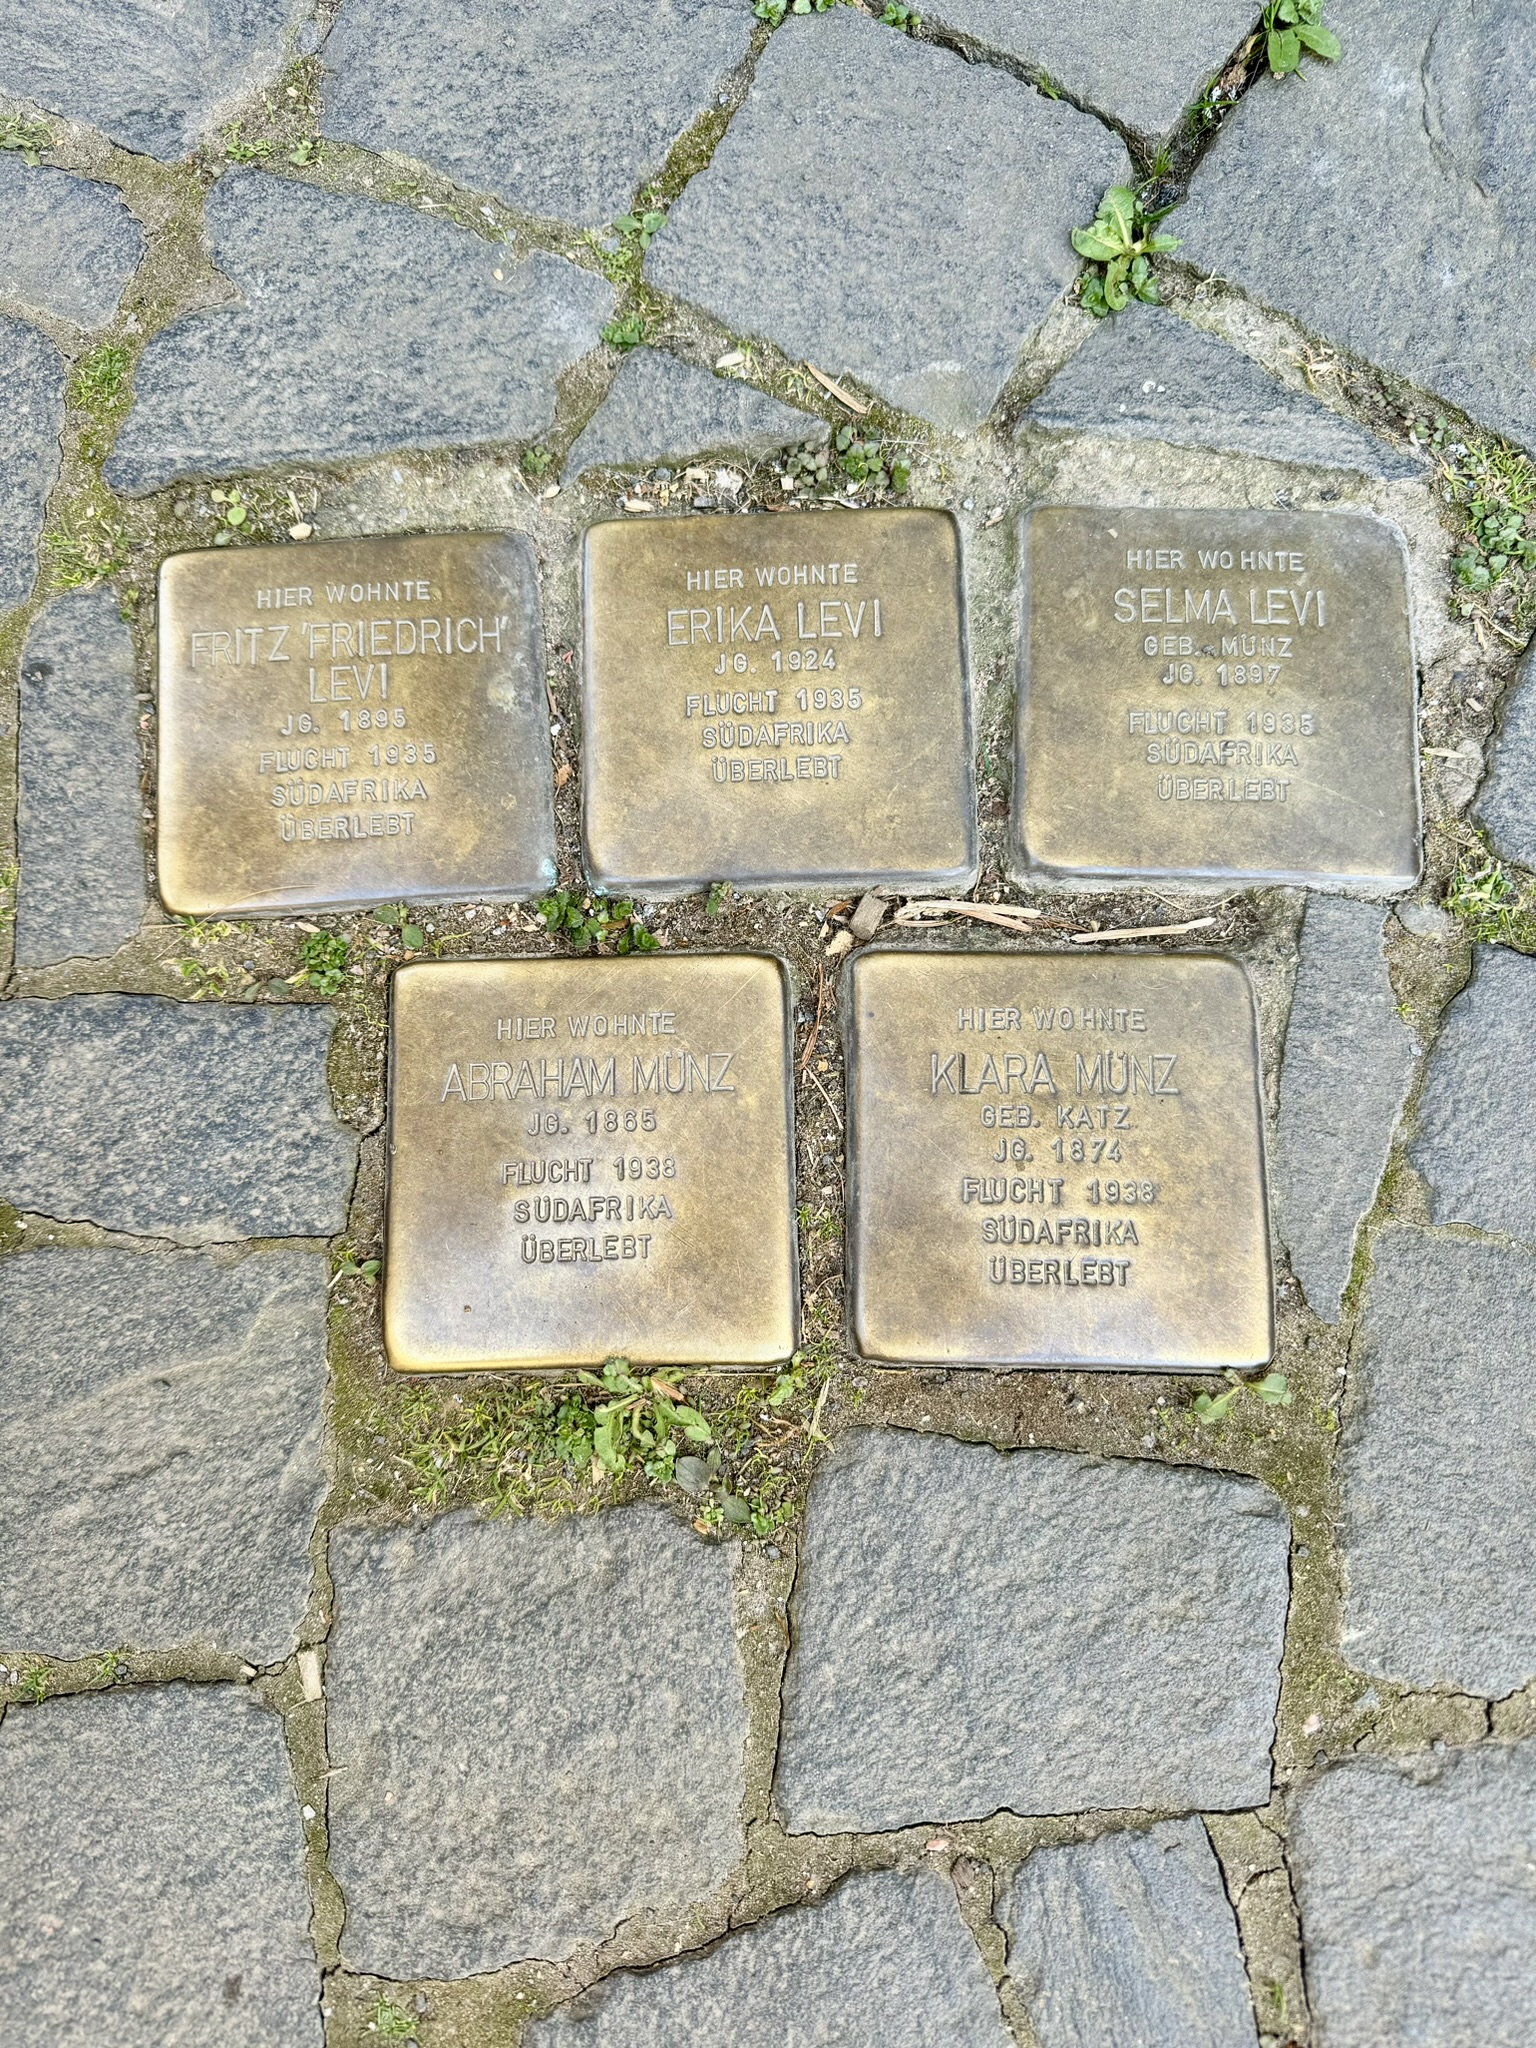 HIER WOHNTE
FRITZ 'FRIEDRICH'
LEVI
JG. 1895
FLUCHT 1935
SÜDAFRIKA
ÜBERLEBT
HIER WOHNTE
ERIKA LEVI
JG. 1924
FLUCHT 1935
SÜDAFRIKA
ÜBERLEBT
HIER WOHNTE
SELMA LEVI
GEB. MÜNZ
JG. 1897
FLUCHT 1935
SÜDAFRIKA
ÜBERLEBT
HIER WOHNTE
ABRAHAM MÜNZ
JG. 1865
FLUCHT 1938
SÜDAFRIKA
ÜBERLEBT
HIER WOHNTE
KLARA MÜNZ
GEB. KATZ
JG. 1874
FLUCHT 1938
SÜDAFRIKA
ÜBERLEBT